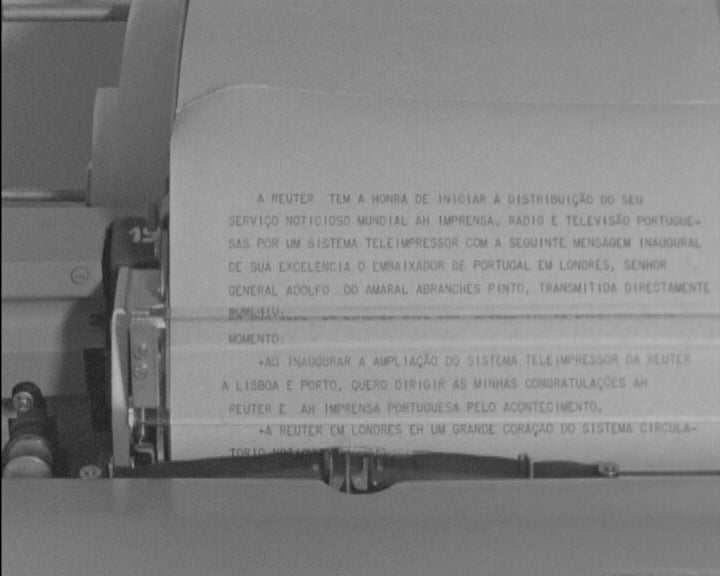 A REUTER TEM A HONRA DE INICIAR A DISTRIBUIÇÃO DO SEU
SERVIÇO NOTICIOSO MUNDIAL AH IMPRENSA, RADIO E TELEVISÃO PORTUGUE-
SAS POR UM SISTEMA TELEIMPRESSOR COM A SEGUINTE MENSAGEM INAUGURAL
DE SUA EXCELENCIA O EMBAIXADOR DE PORTUGAL EM LONDRES, SENHOR
GENERAL ADOLFO DO AMARAL ABRANCHES PINTO, TRANSMITIDA DIRECTAMENTE
MOMENTO:
+AO INAUGURAR A AMPLIAÇÃO DO SISTEMA TELEIMPRESSOR DA REUTER
A LISBOA E PORTO, QUERO DIRIGIR AS MINHAS CONGRATULAÇÕES AH
REUTER E AH IMPRENSA PORTUGUESA PELO ACONTECIMENTO.
+A REUTER EM LONDRES EH UM GRANDE CORAÇÃO DO SISTEMA CIRCULA-
TORIO